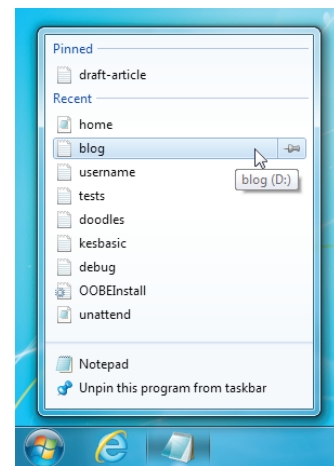 Pinned
draft-article
Recent
home
blog
blog (D:)
username
tests
doodles
kesbasic
debug
OOBEInstall
unattend
Notepad
Unpin this program from taskbar